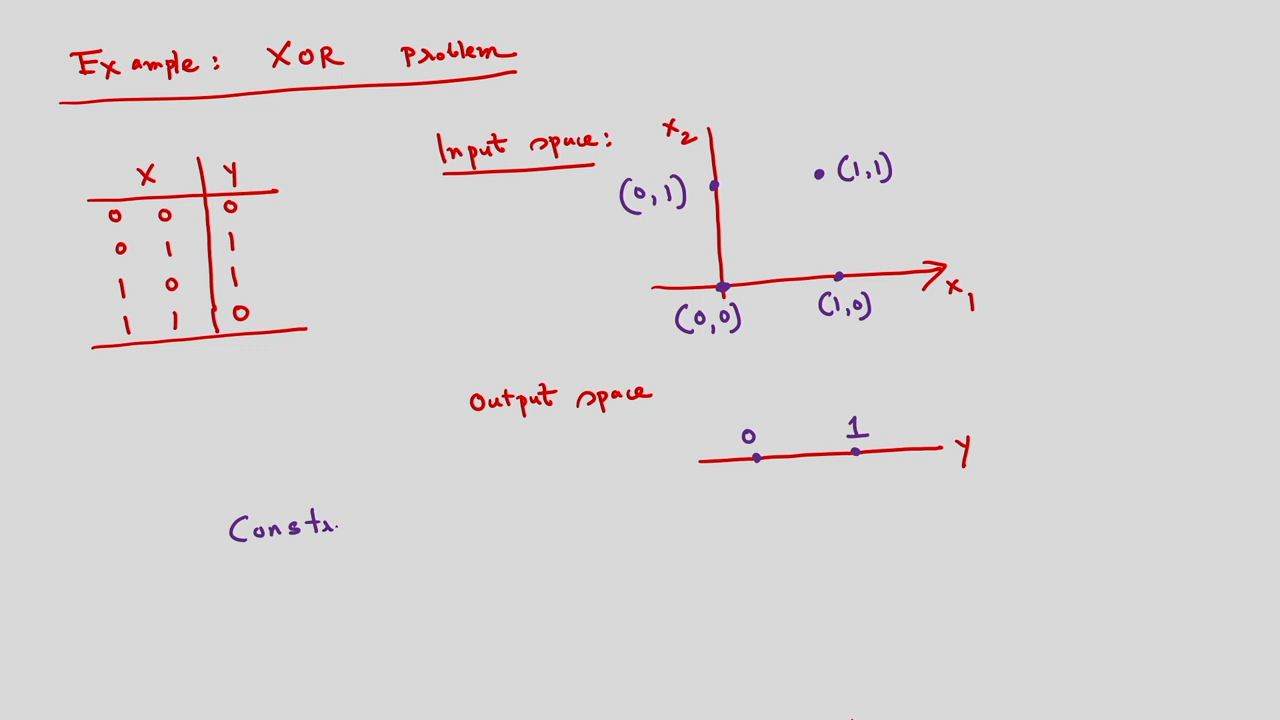 Example: XOR problem
Input space:
x2
(0,1)
(1,1)
(0,0)
(1,0)
x1
X Y
0 0 0
0 1 1
1 0 1
1 1 0
Output space
0 1 Y
Constr